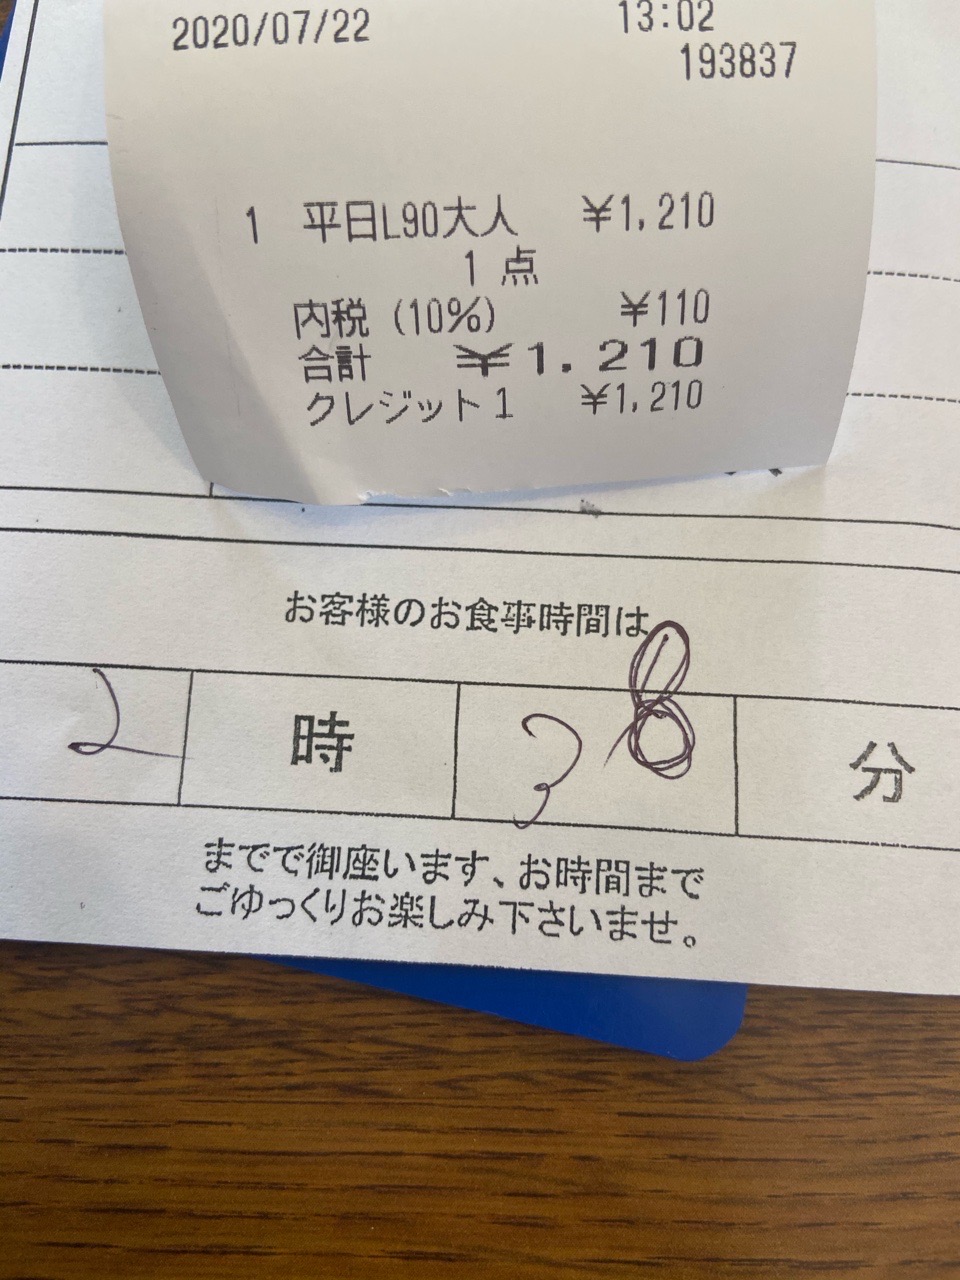 2020/07/22 13:02
193837
1 平日L90大人 ¥1,210
1 点
内税 (10%) ¥110
合計 ¥1,210
クレジット1 ¥1,210
お客様のお食事時間は
2 時 38 分
までで御座います、お時間まで
ごゆっくりお楽しみ下さいませ。